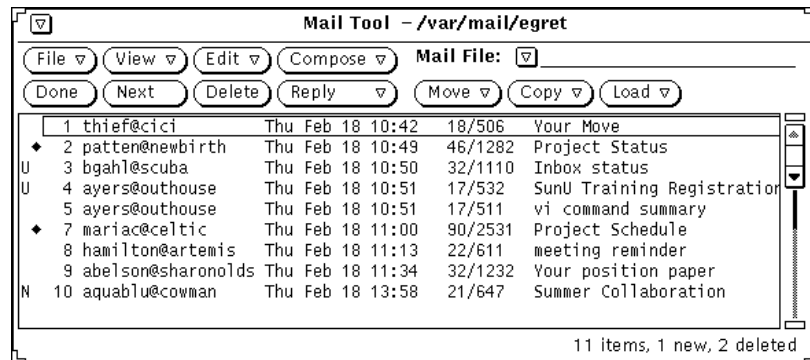 Mail Tool – /var/mail/egret
File View Edit Compose Mail File:
Done Next Delete Reply Move Copy Load
1 thief@cici Thu Feb 18 10:42 18/506 Your Move
2 patten@newbirth Thu Feb 18 10:49 46/1282 Project Status
U 3 bgahl@scuba Thu Feb 18 10:50 32/1110 Inbox status
U 4 ayers@outhouse Thu Feb 18 10:51 17/532 SunU Training Registration
5 ayers@outhouse Thu Feb 18 10:51 17/511 vi command summary
7 mariac@celtic Thu Feb 18 11:00 90/2531 Project Schedule
8 hamilton@artemis Thu Feb 18 11:13 22/611 meeting reminder
9 abelson@sharonolds Thu Feb 18 11:34 32/1232 Your position paper
N 10 aquablu@cowman Thu Feb 18 13:58 21/647 Summer Collaboration
11 items, 1 new, 2 deleted